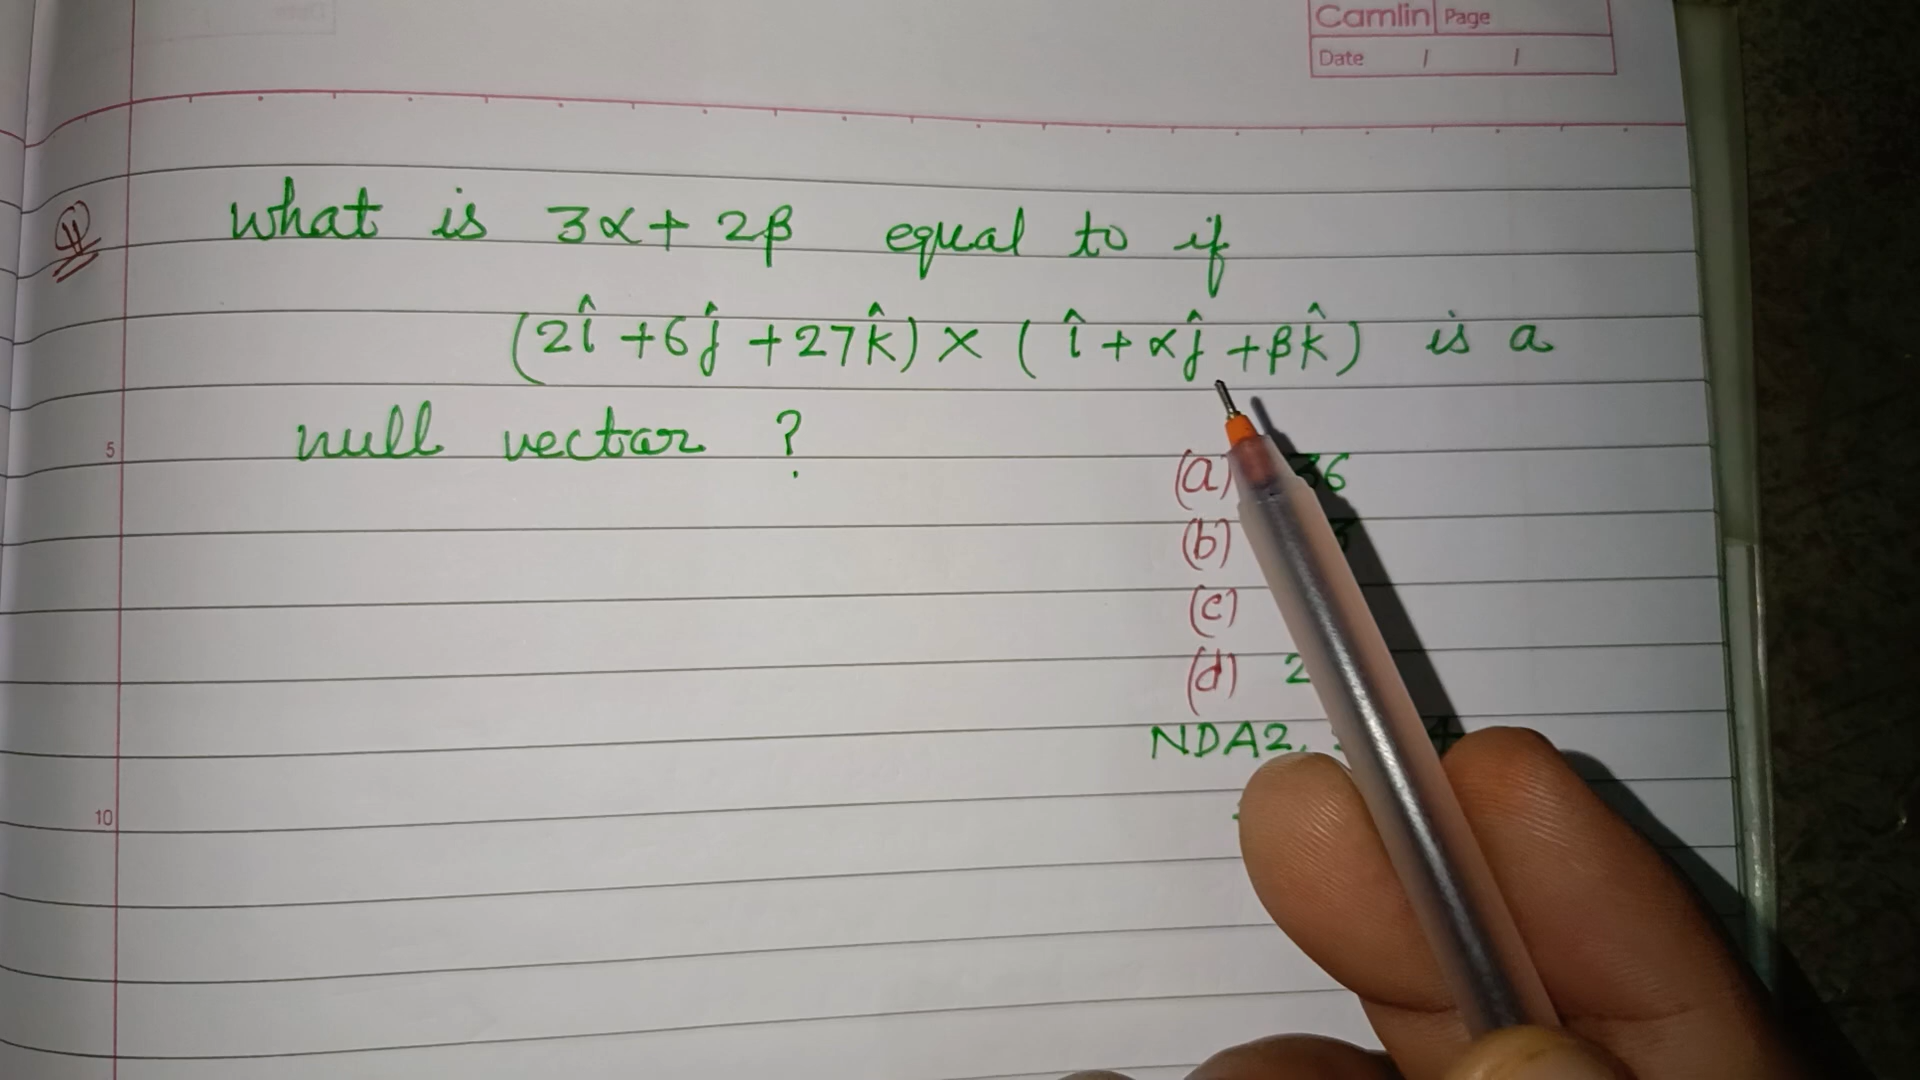 Camlin Page
Date / /
Q
What is 3α + 2β equal to if
(2î + 6ĵ + 27k̂) × ( î + αĵ + βk̂ ) is a
null vector ?
5
(a) 36
(b)
(c)
(d) 2
NDA2,
10